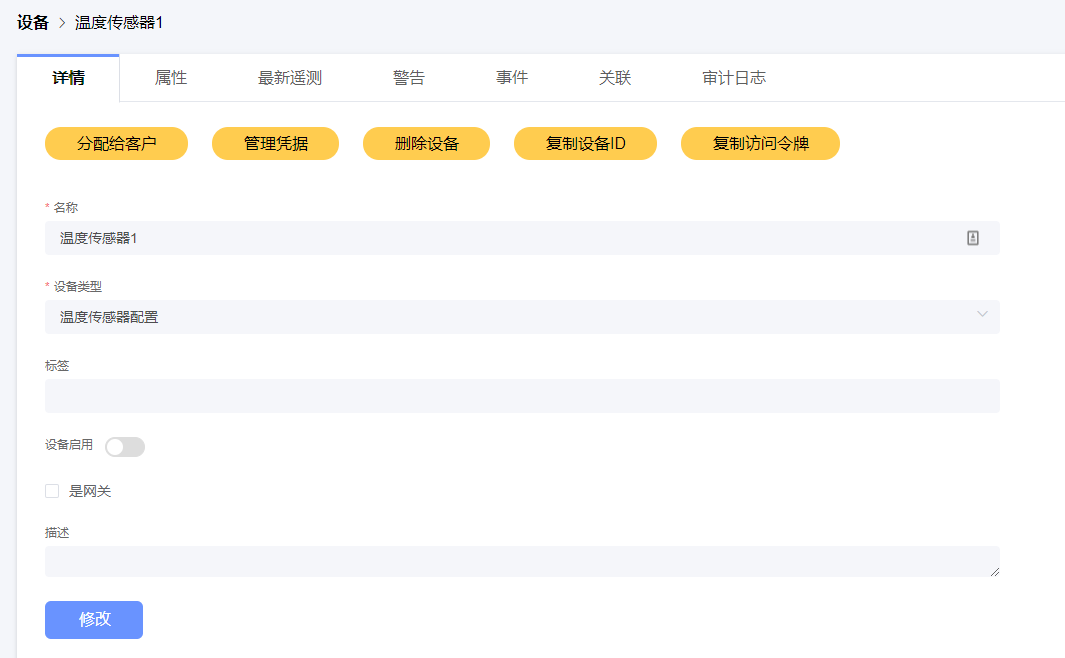 设备 > 温度传感器1
详情 属性 最新遥测 警告 事件 关联 审计日志
分配给客户 管理凭据 删除设备 复制设备ID 复制访问令牌
* 名称
温度传感器1
* 设备类型
温度传感器配置
标签
设备启用
是网关
描述
修改